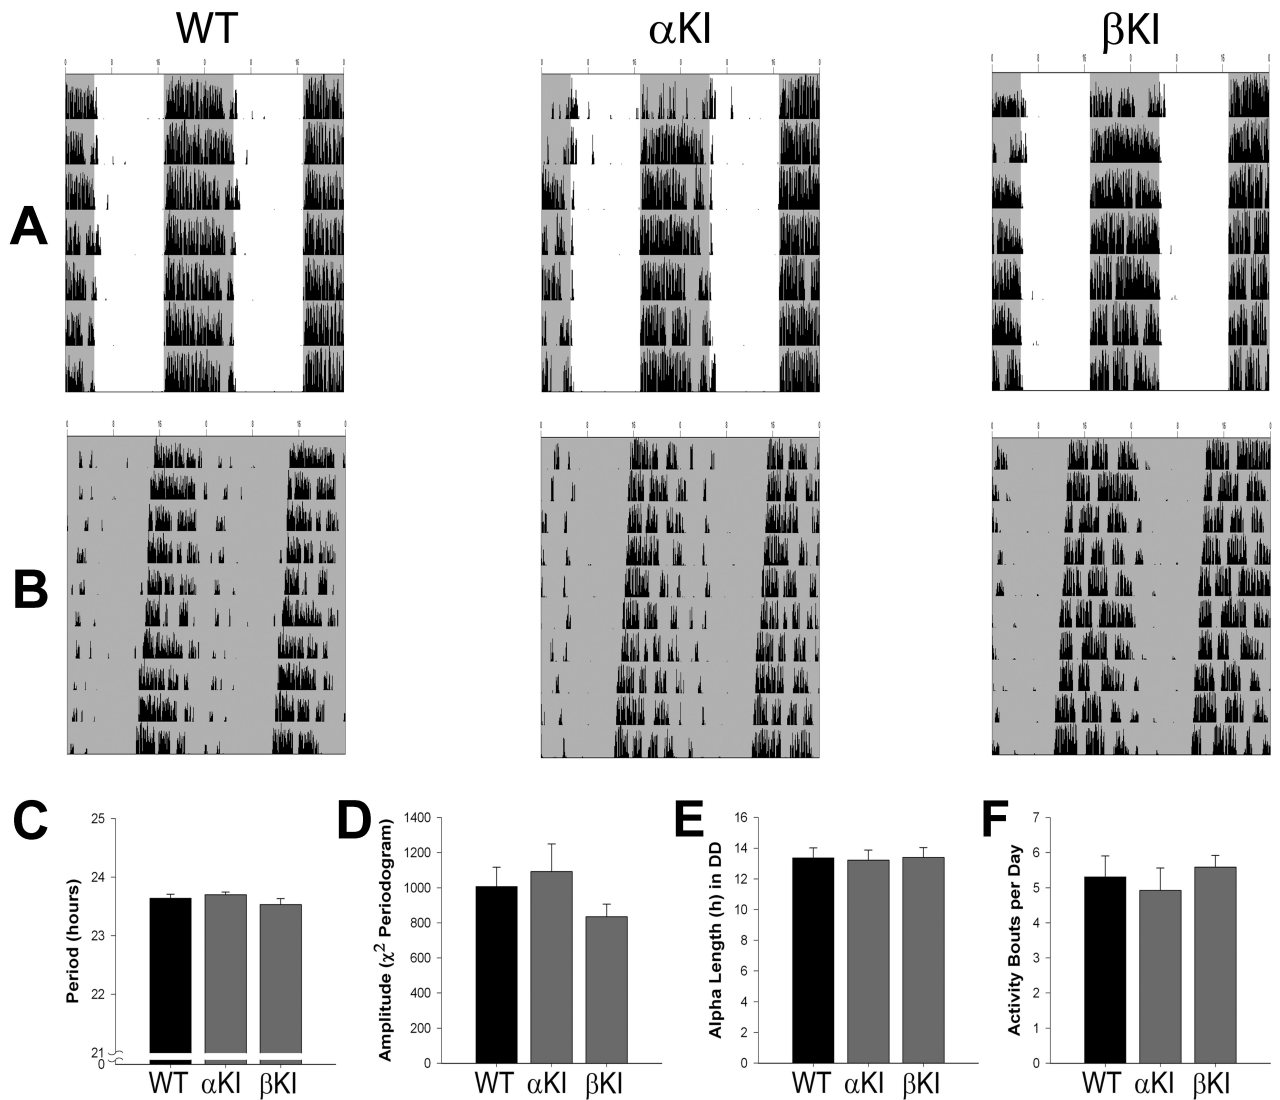 WT αKI βKI
A
B
C D E F
Period (hours)
25
24
23
22
21
0
WT αKI βKI
Amplitude (χ2 Periodogram)
1400
1200
1000
800
600
400
200
0
WT αKI βKI
Alpha Length (h) in DD
16
14
12
10
8
6
4
2
0
WT αKI βKI
Activity Bouts per Day
7
6
5
4
3
2
1
0
WT αKI βKI